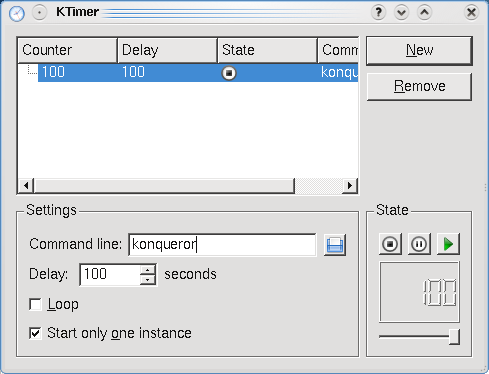 KTimer
Counter Delay State Comm
100 100 konqu
New
Remove
Settings
Command line: konqueror
Delay: 100 seconds
Loop
Start only one instance
State
100